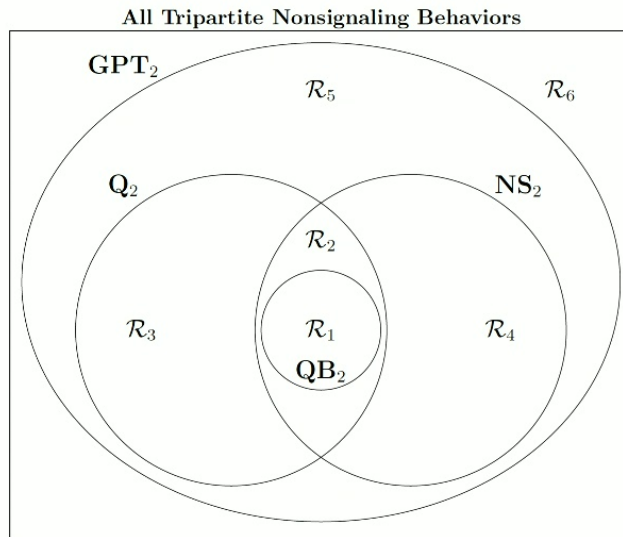 All Tripartite Nonsignaling Behaviors
GPT₂
ℛ₅
ℛ₆
Q₂
NS₂
ℛ₂
ℛ₃
ℛ₁
ℛ₄
QB₂